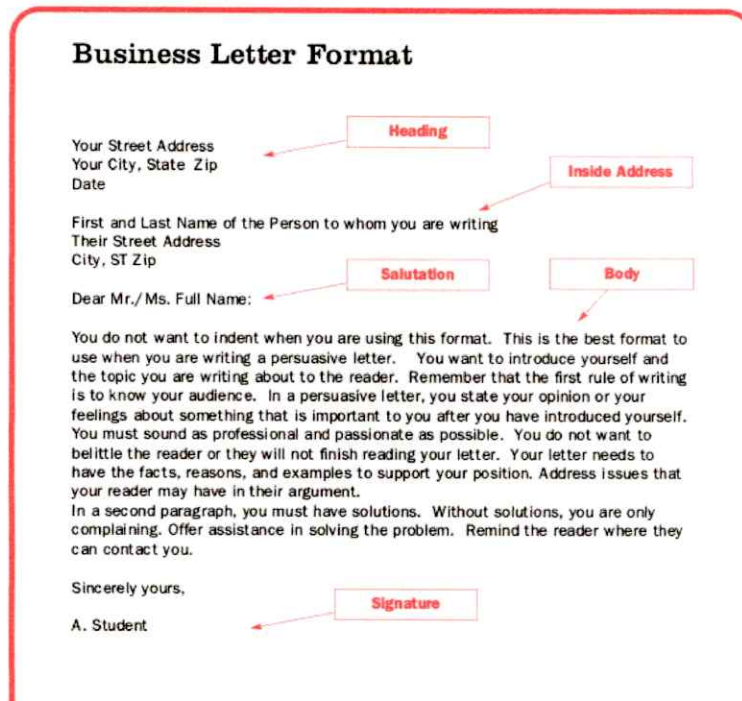 Business Letter Format
Heading
Your Street Address
Your City, State Zip
Date
Inside Address
First and Last Name of the Person to whom you are writing
Their Street Address
City, ST Zip
Salutation
Body
Dear Mr./Ms. Full Name:
You do not want to indent when you are using this format. This is the best format to
use when you are writing a persuasive letter. You want to introduce yourself and
the topic you are writing about to the reader. Remember that the first rule of writing
is to know your audience. In a persuasive letter, you state your opinion or your
feelings about something that is important to you after you have introduced yourself.
You must sound as professional and passionate as possible. You do not want to
belittle the reader or they will not finish reading your letter. Your letter needs to
have the facts, reasons, and examples to support your position. Address issues that
your reader may have in their argument.
In a second paragraph, you must have solutions. Without solutions, you are only
complaining. Offer assistance in solving the problem. Remind the reader where they
can contact you.
Sincerely yours,
Signature
A. Student